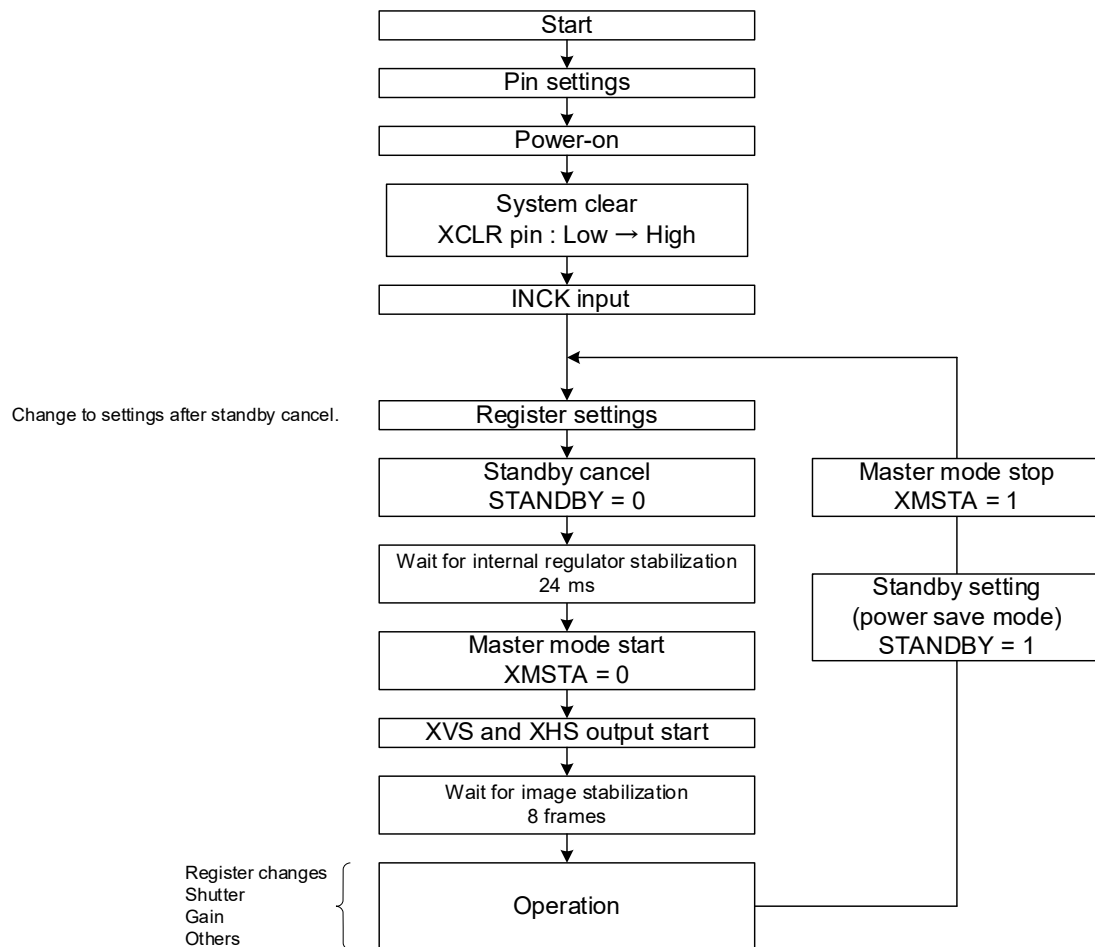 Start
Pin settings
Power-on
System clear
XCLR pin : Low → High
INCK input
Change to settings after standby cancel.
Register settings
Standby cancel
STANDBY = 0
Wait for internal regulator stabilization
24 ms
Master mode start
XMSTA = 0
XVS and XHS output start
Wait for image stabilization
8 frames
Register changes
Shutter
Gain
Others
Operation
Master mode stop
XMSTA = 1
Standby setting
(power save mode)
STANDBY = 1